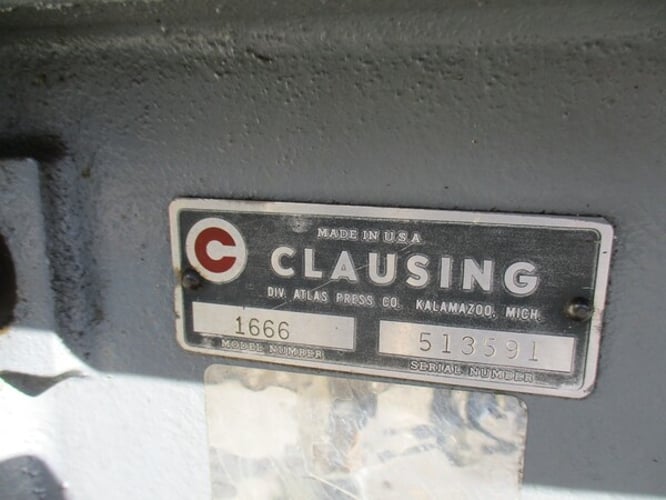 MADE IN U.S.A
C CLAUSING
DIV. ATLAS PRESS CO. KALAMAZOO, MICH.
1666 513591
MODEL NUMBER SERIAL NUMBER